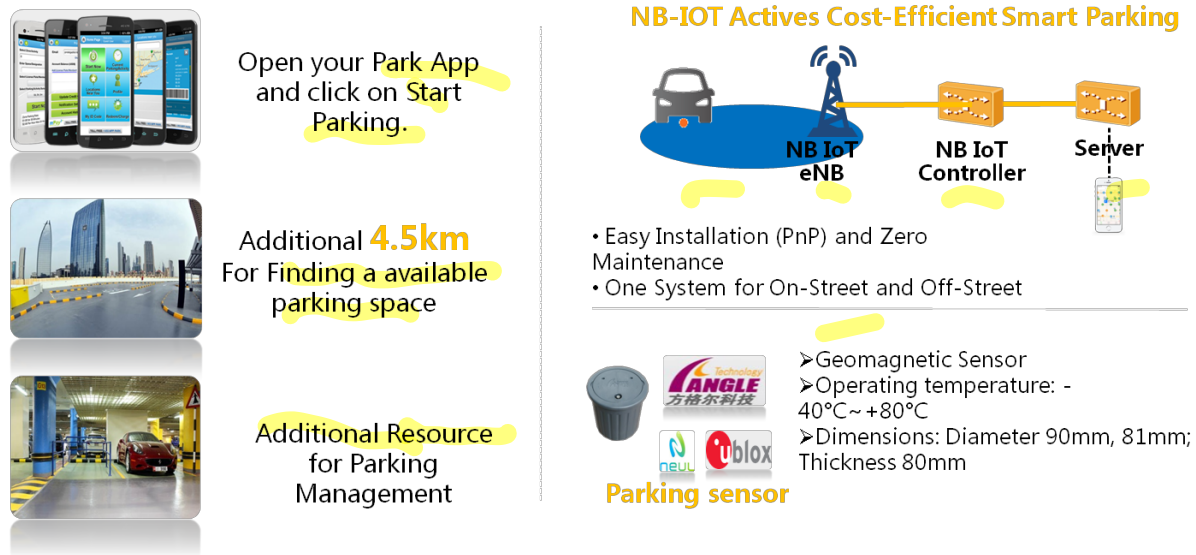 Open your Park App
and click on Start
Parking.
Additional 4.5km
For Finding a available
parking space
Additional Resource
for Parking
Management
NB-IOT Actives Cost-Efficient Smart Parking
NB IoT
eNB
NB IoT
Controller
Server
• Easy Installation (PnP) and Zero
Maintenance
• One System for On-Street and Off-Street
Technology
TANGLE
方格尔科技
neul
ublox
Parking sensor
➢Geomagnetic Sensor
➢Operating temperature: -
40°C~+80°C
➢Dimensions: Diameter 90mm, 81mm;
Thickness 80mm